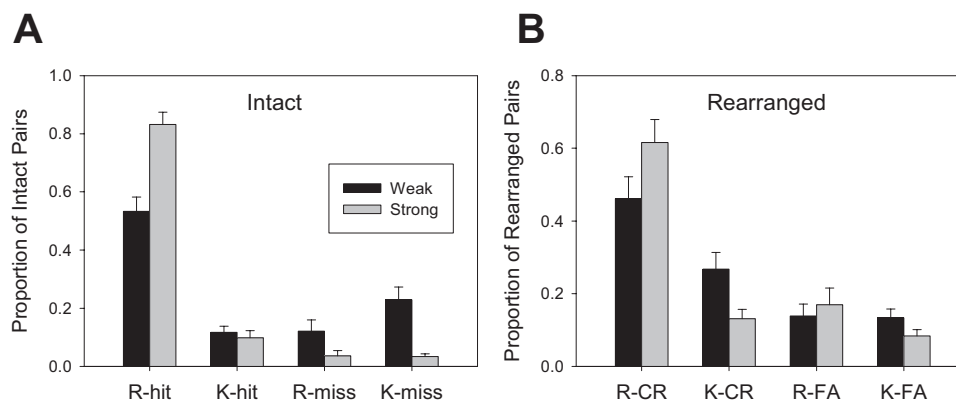 A
Proportion of Intact Pairs
1.0
0.8
0.6
0.4
0.2
0.0
Intact
Weak
Strong
R-hit K-hit R-miss K-miss
B
Proportion of Rearranged Pairs
0.8
0.6
0.4
0.2
0.0
Rearranged
R-CR K-CR R-FA K-FA